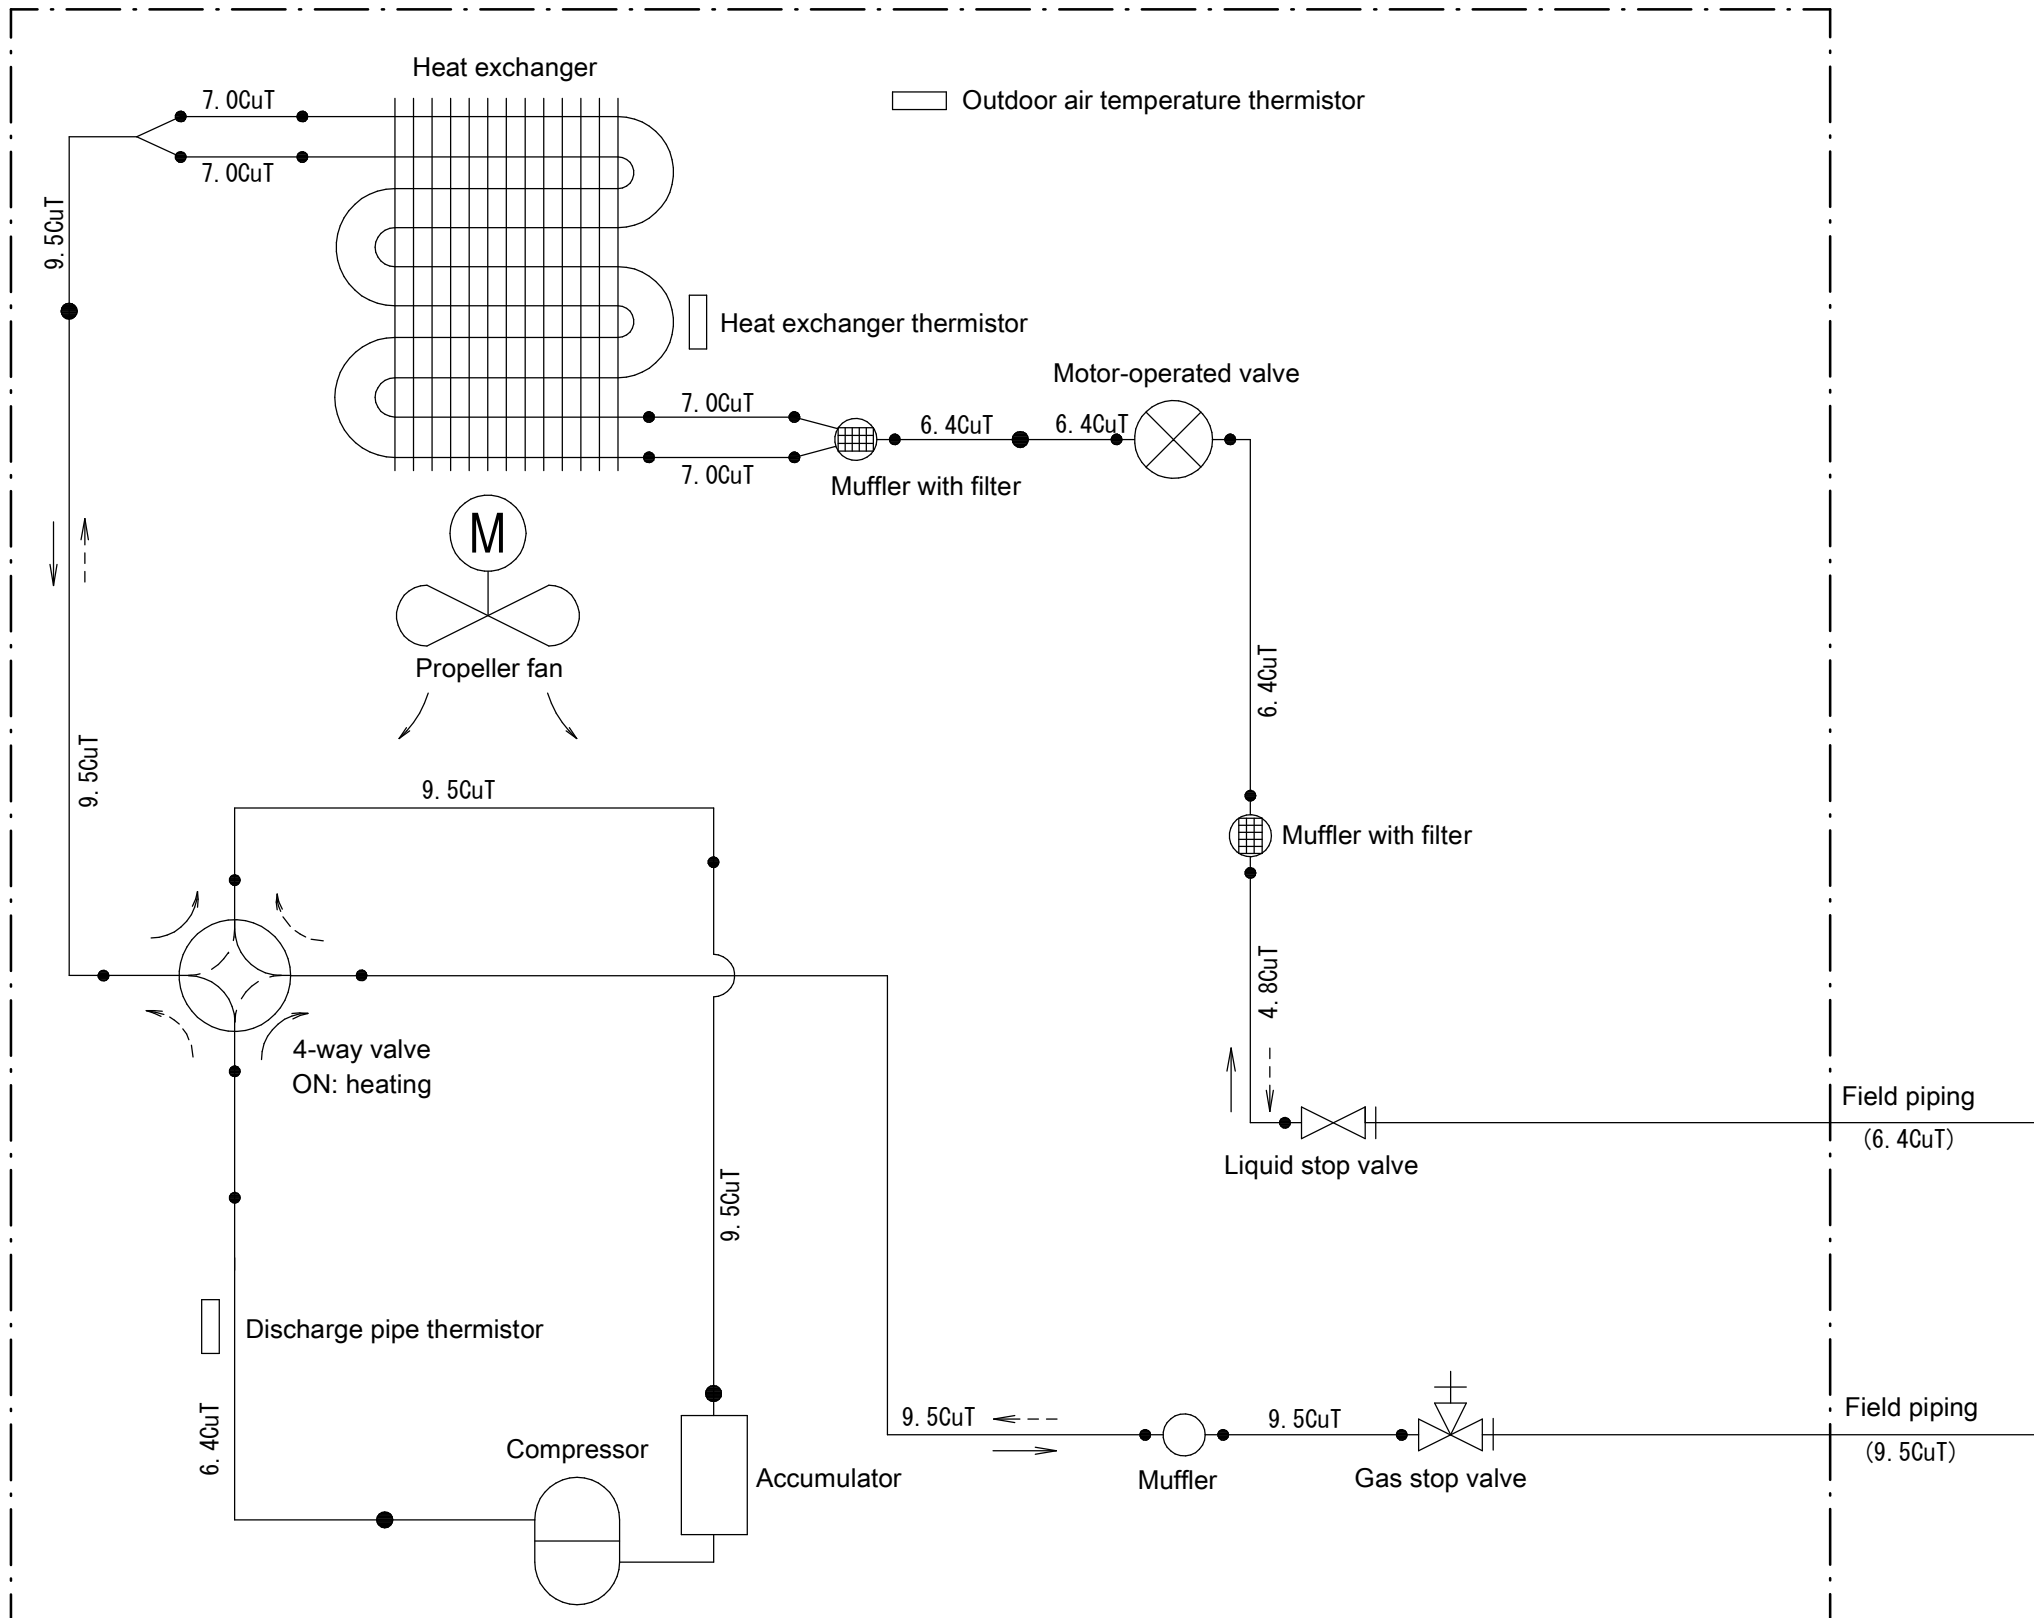 Heat exchanger
7.0CuT
Outdoor air temperature thermistor
7.0CuT
9.5CuT
Heat exchanger thermistor
Motor-operated valve
7.0CuT
6.4CuT
6.4CuT
7.0CuT
Muffler with filter
M
Propeller fan
6.4CuT
9.5CuT
9.5CuT
Muffler with filter
4.8CuT
4-way valve
ON: heating
Field piping
(6.4CuT)
Liquid stop valve
9.5CuT
Discharge pipe thermistor
6.4CuT
9.5CuT
9.5CuT
Field piping
(9.5CuT)
Compressor
Accumulator
Muffler
Gas stop valve